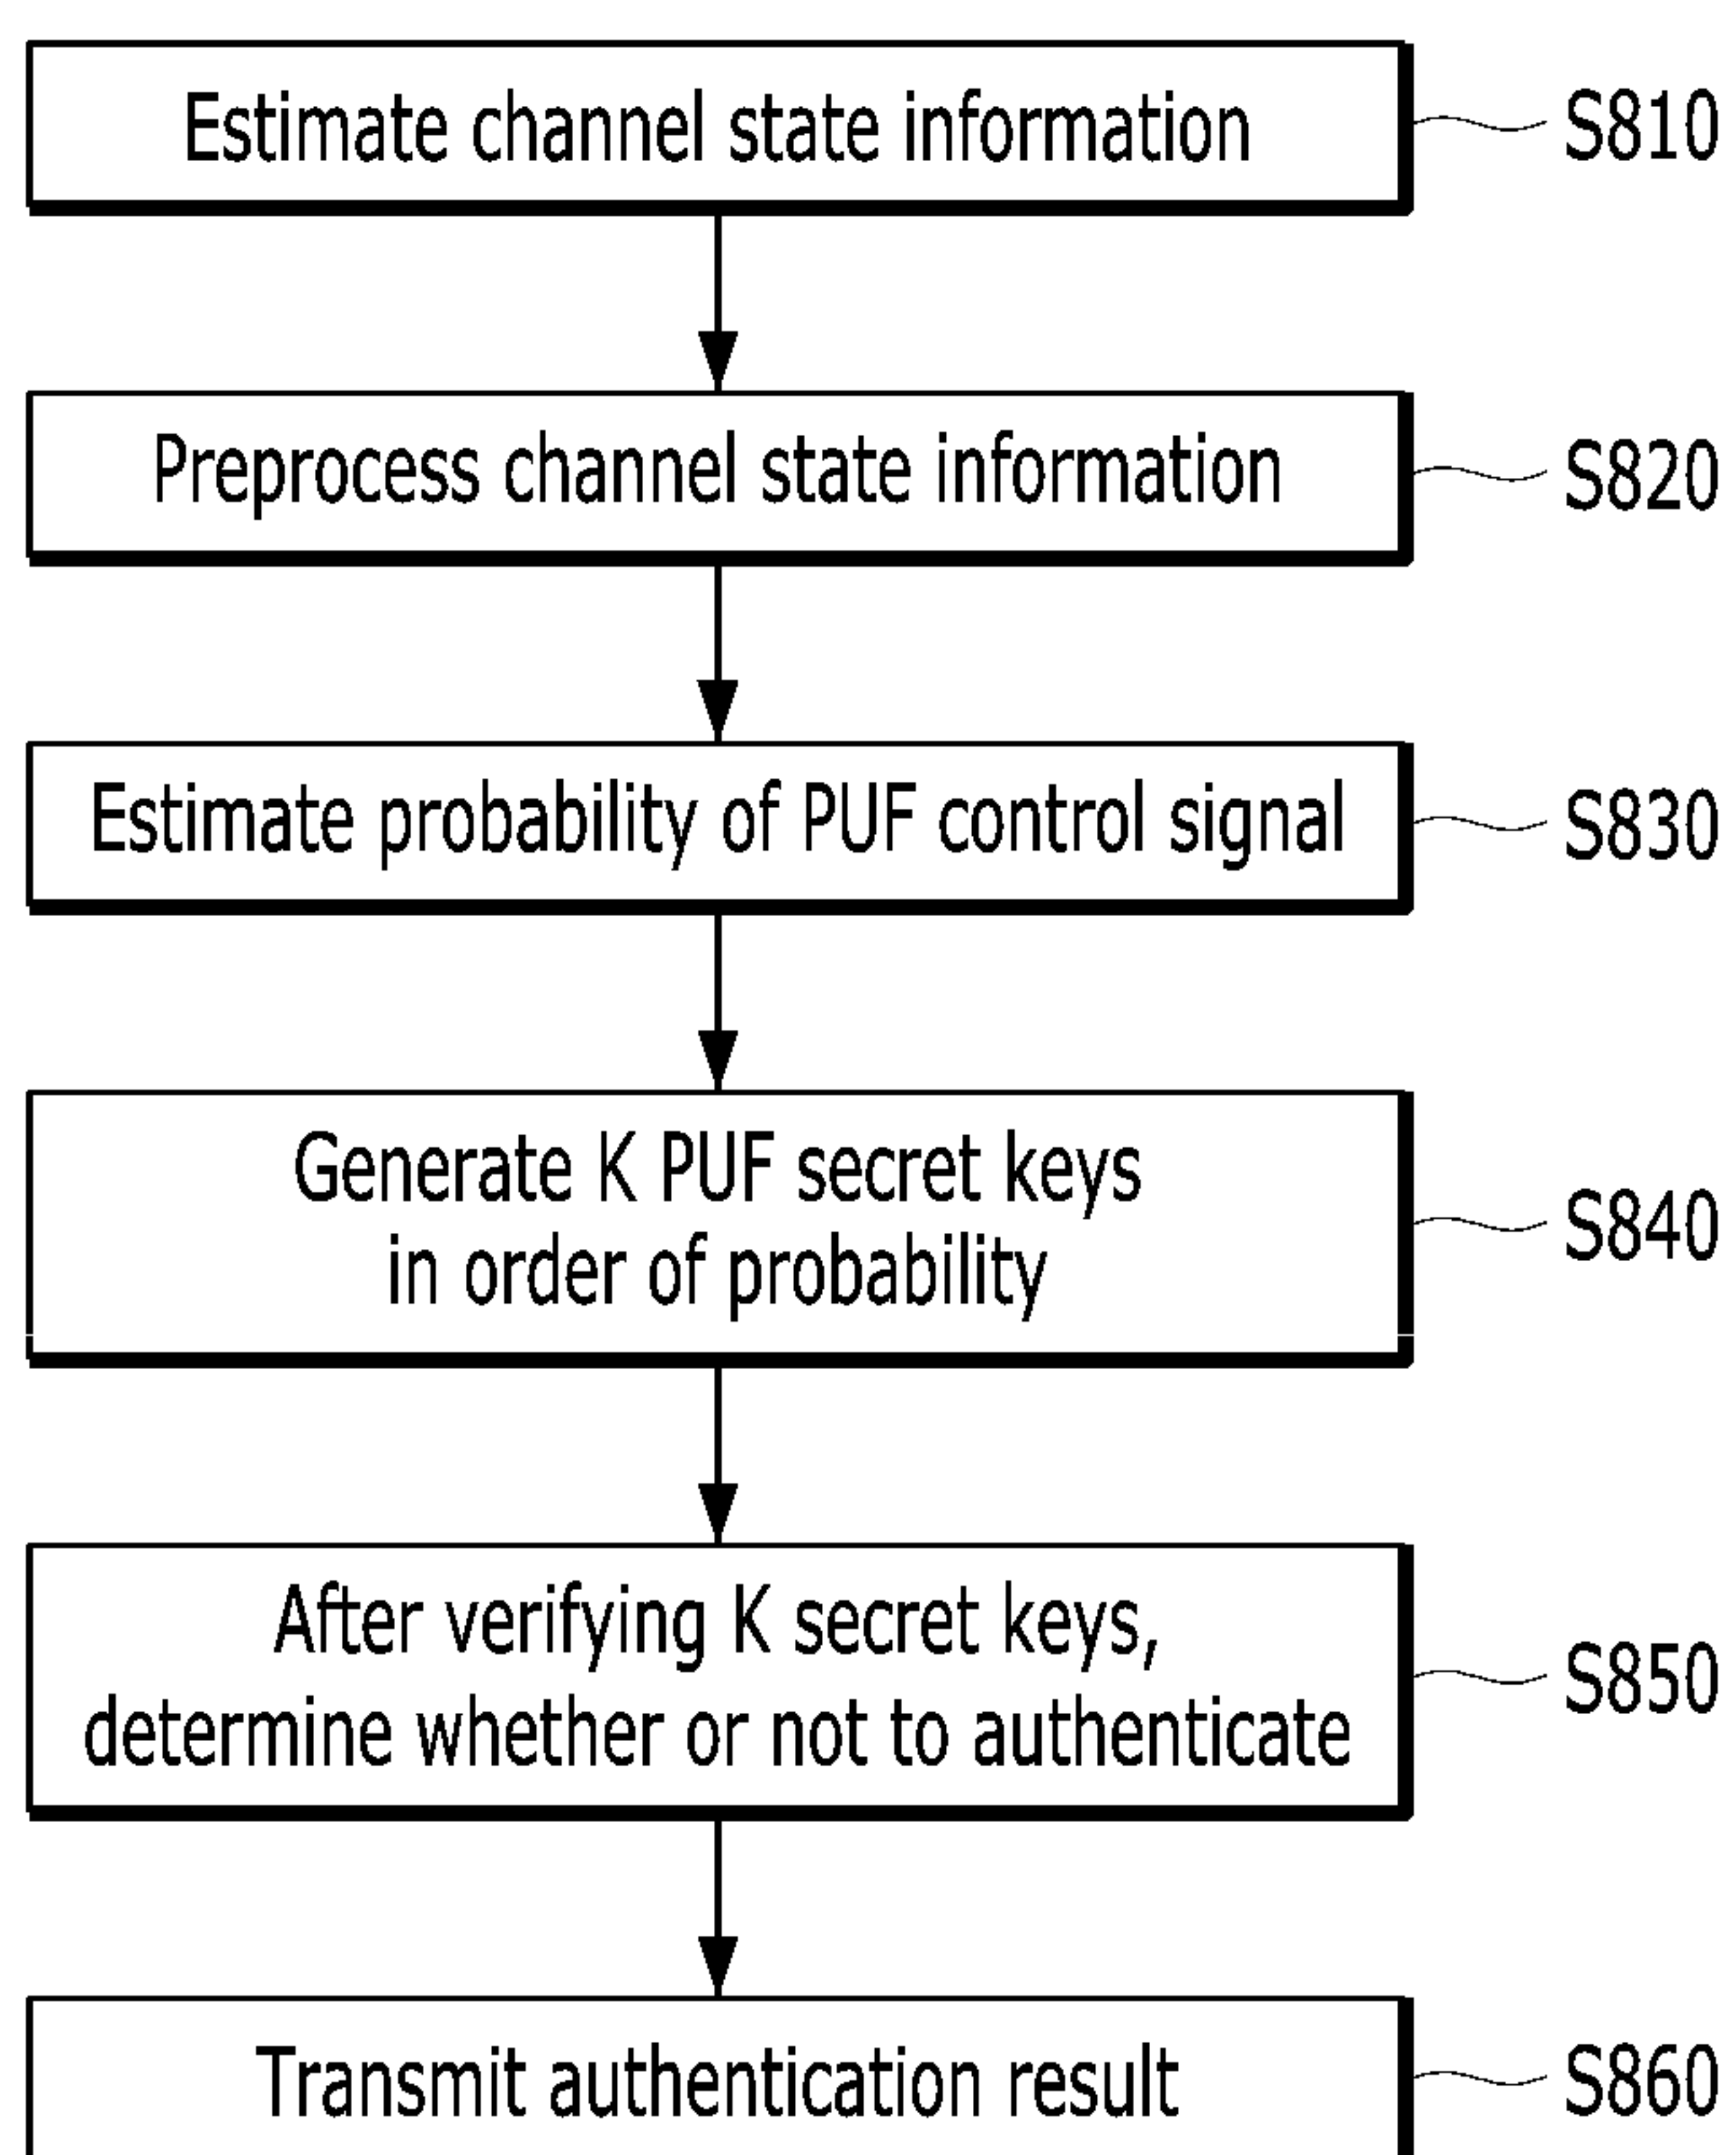 Estimate channel state information
S810
Preprocess channel state information
S820
Estimate probability of PUF control signal
S830
Generate K PUF secret keys
in order of probability
S840
After verifying K secret keys,
determine whether or not to authenticate
S850
Transmit authentication result
S860